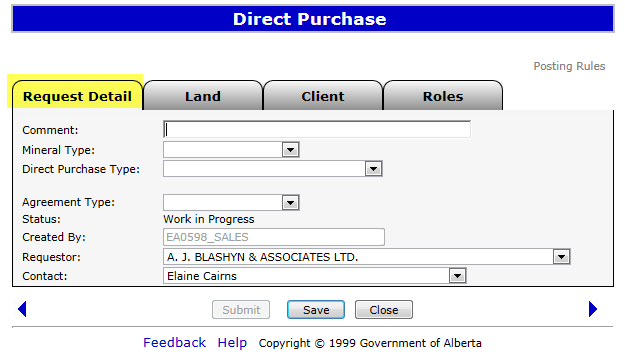 Direct Purchase
Posting Rules
Request Detail Land Client Roles
Comment:
Mineral Type:
Direct Purchase Type:
Agreement Type:
Status: Work in Progress
Created By: EA0598_SALES
Requestor: A. J. BLASHYN & ASSOCIATES LTD.
Contact: Elaine Cairns
Submit Save Close
Feedback Help Copyright © 1999 Government of Alberta